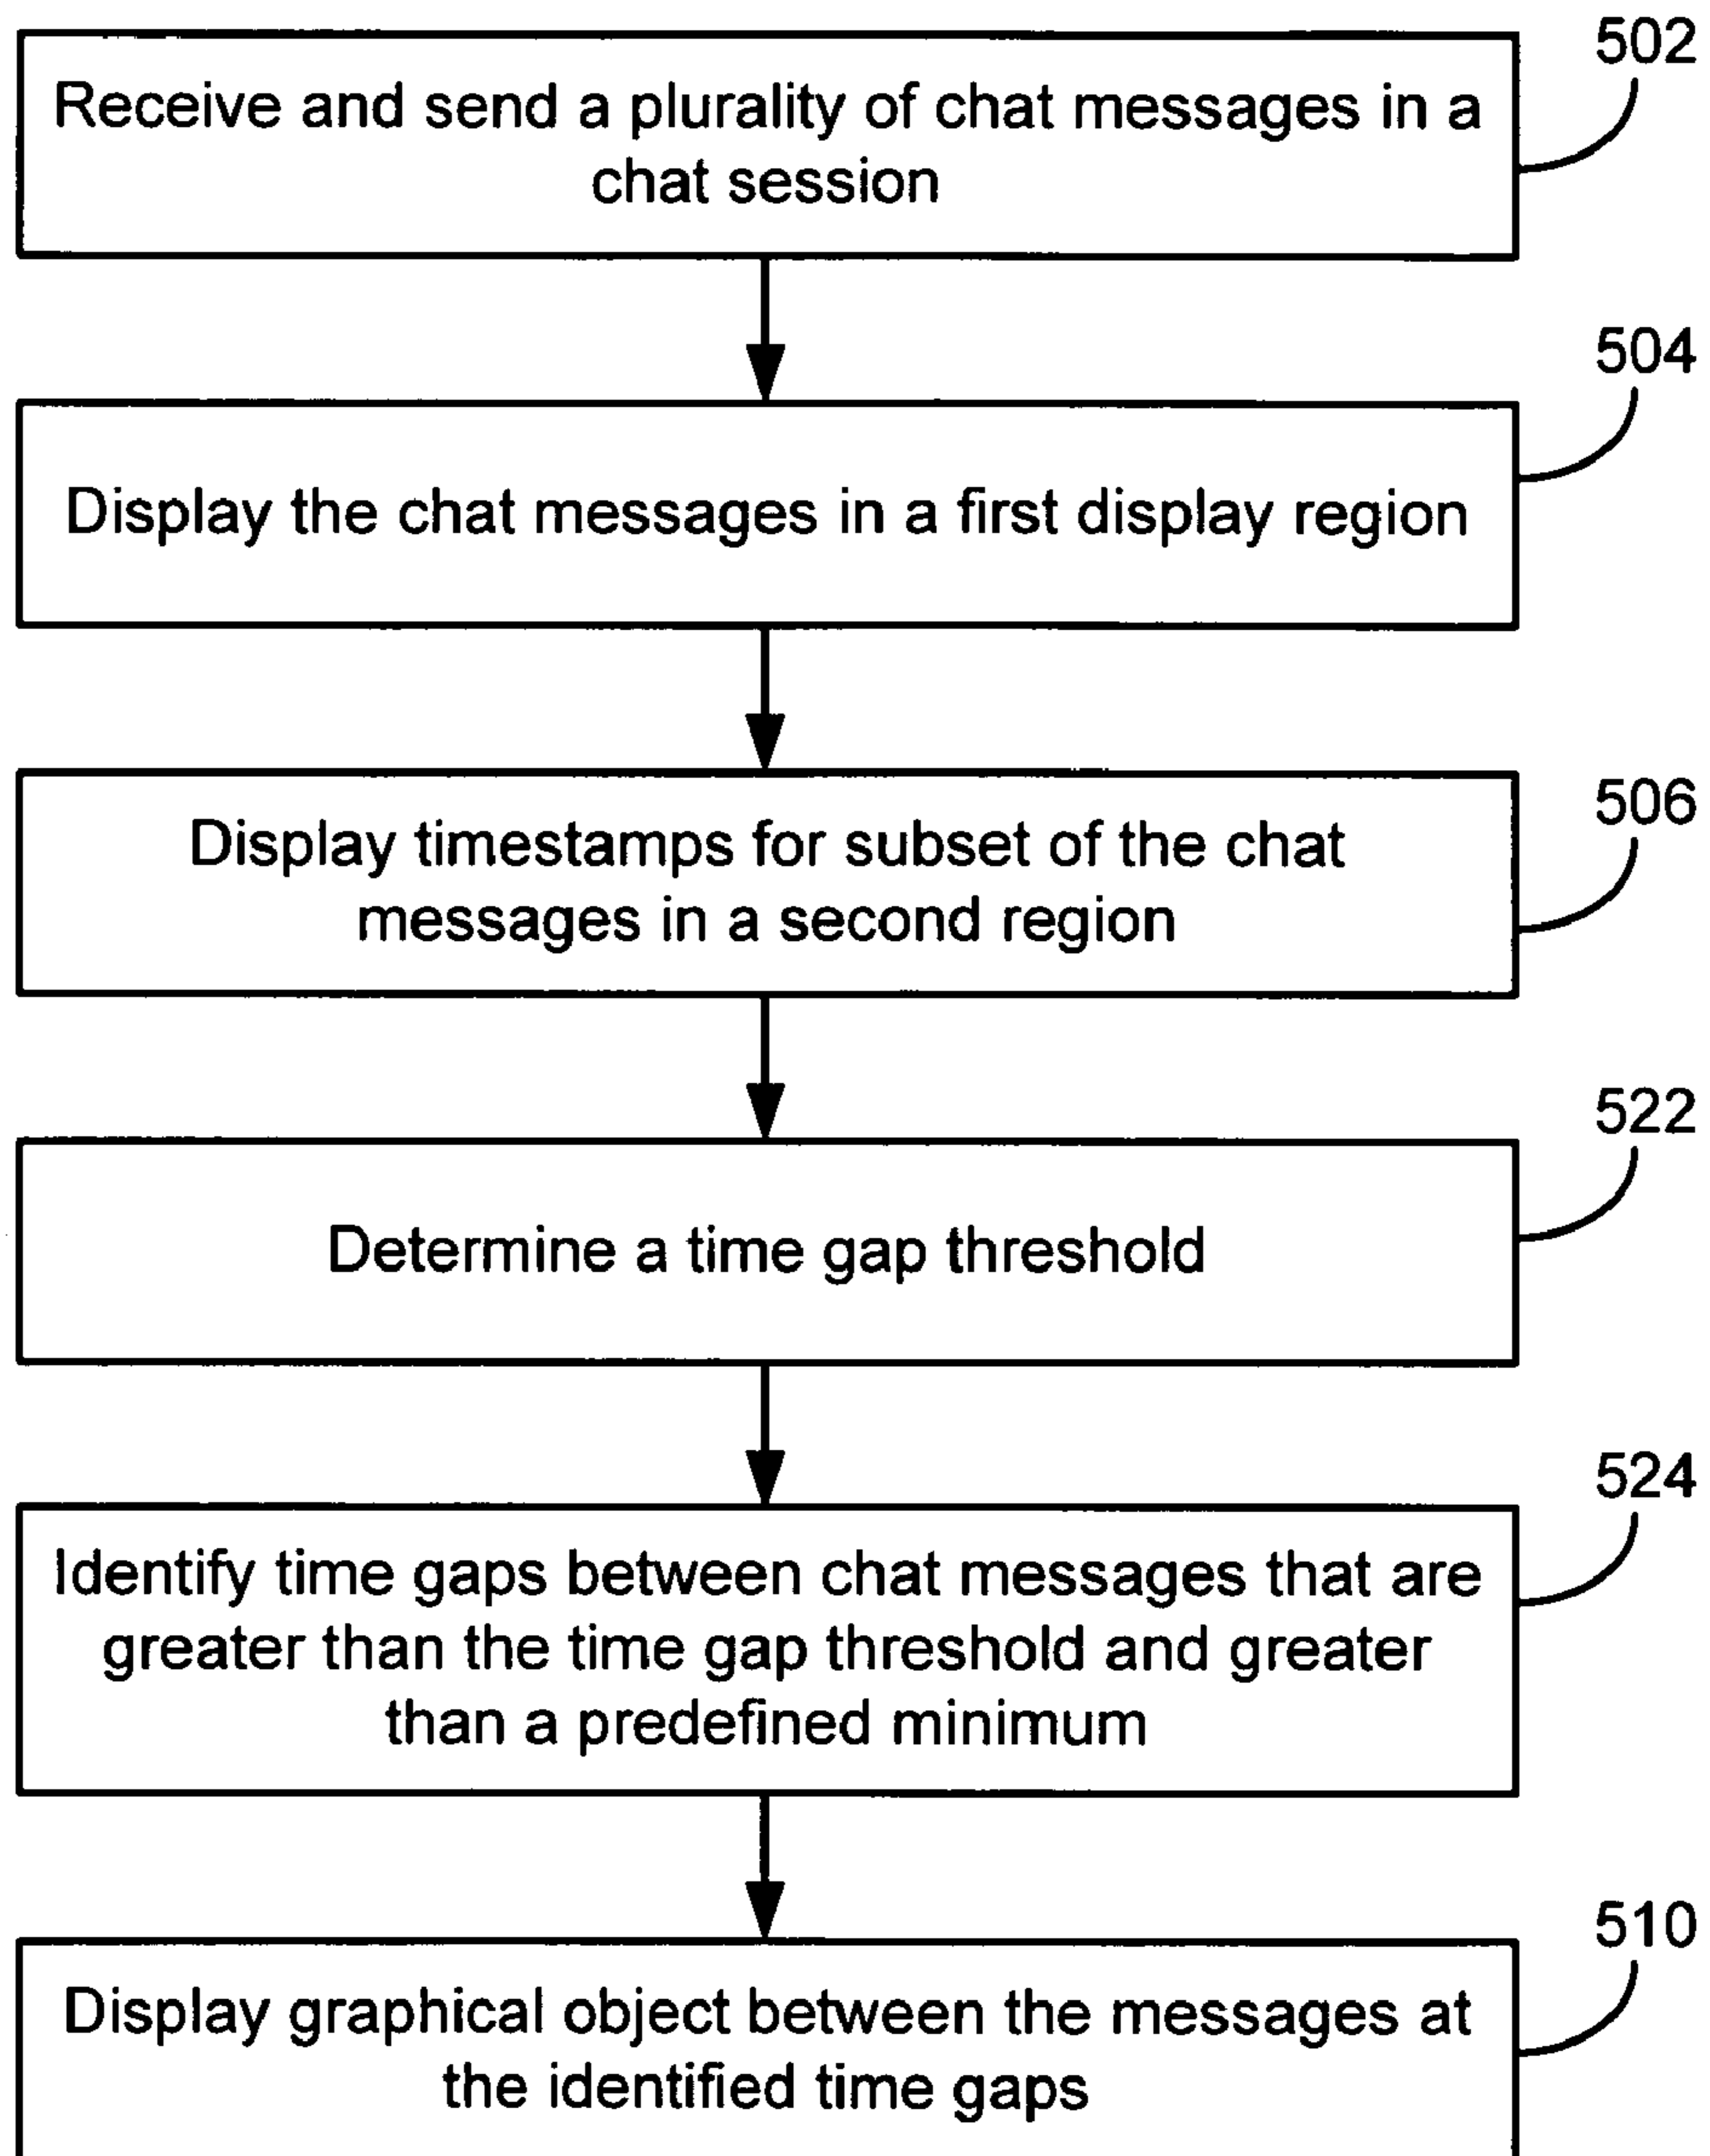 502
Receive and send a plurality of chat messages in a
chat session
504
Display the chat messages in a first display region
506
Display timestamps for subset of the chat
messages in a second region
522
Determine a time gap threshold
524
Identify time gaps between chat messages that are
greater than the time gap threshold and greater
than a predefined minimum
510
Display graphical object between the messages at
the identified time gaps